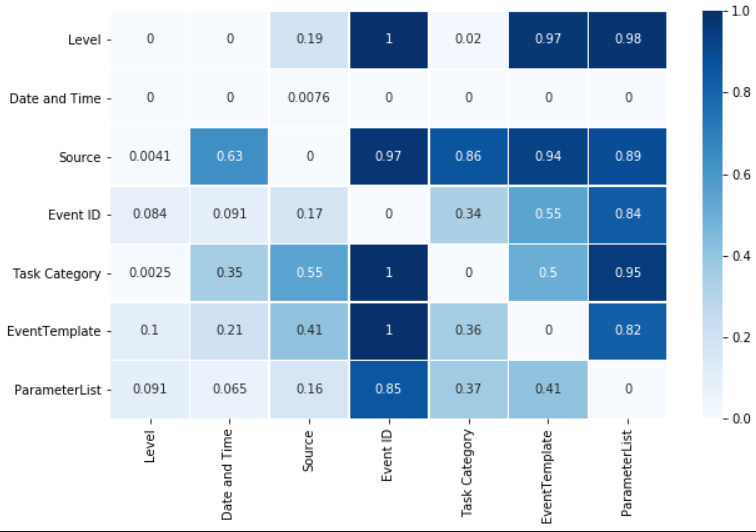 Level 0 0 0.19 1 0.02 0.97 0.98
Date and Time 0 0 0.0076 0 0 0 0
Source 0.0041 0.63 0 0.97 0.86 0.94 0.89
Event ID 0.084 0.091 0.17 0 0.34 0.55 0.84
Task Category 0.0025 0.35 0.55 1 0 0.5 0.95
EventTemplate 0.1 0.21 0.41 1 0.36 0 0.82
ParameterList 0.091 0.065 0.16 0.85 0.37 0.41 0
Level
Date and Time
Source
Event ID
Task Category
EventTemplate
ParameterList
1.0
0.8
0.6
0.4
0.2
0.0